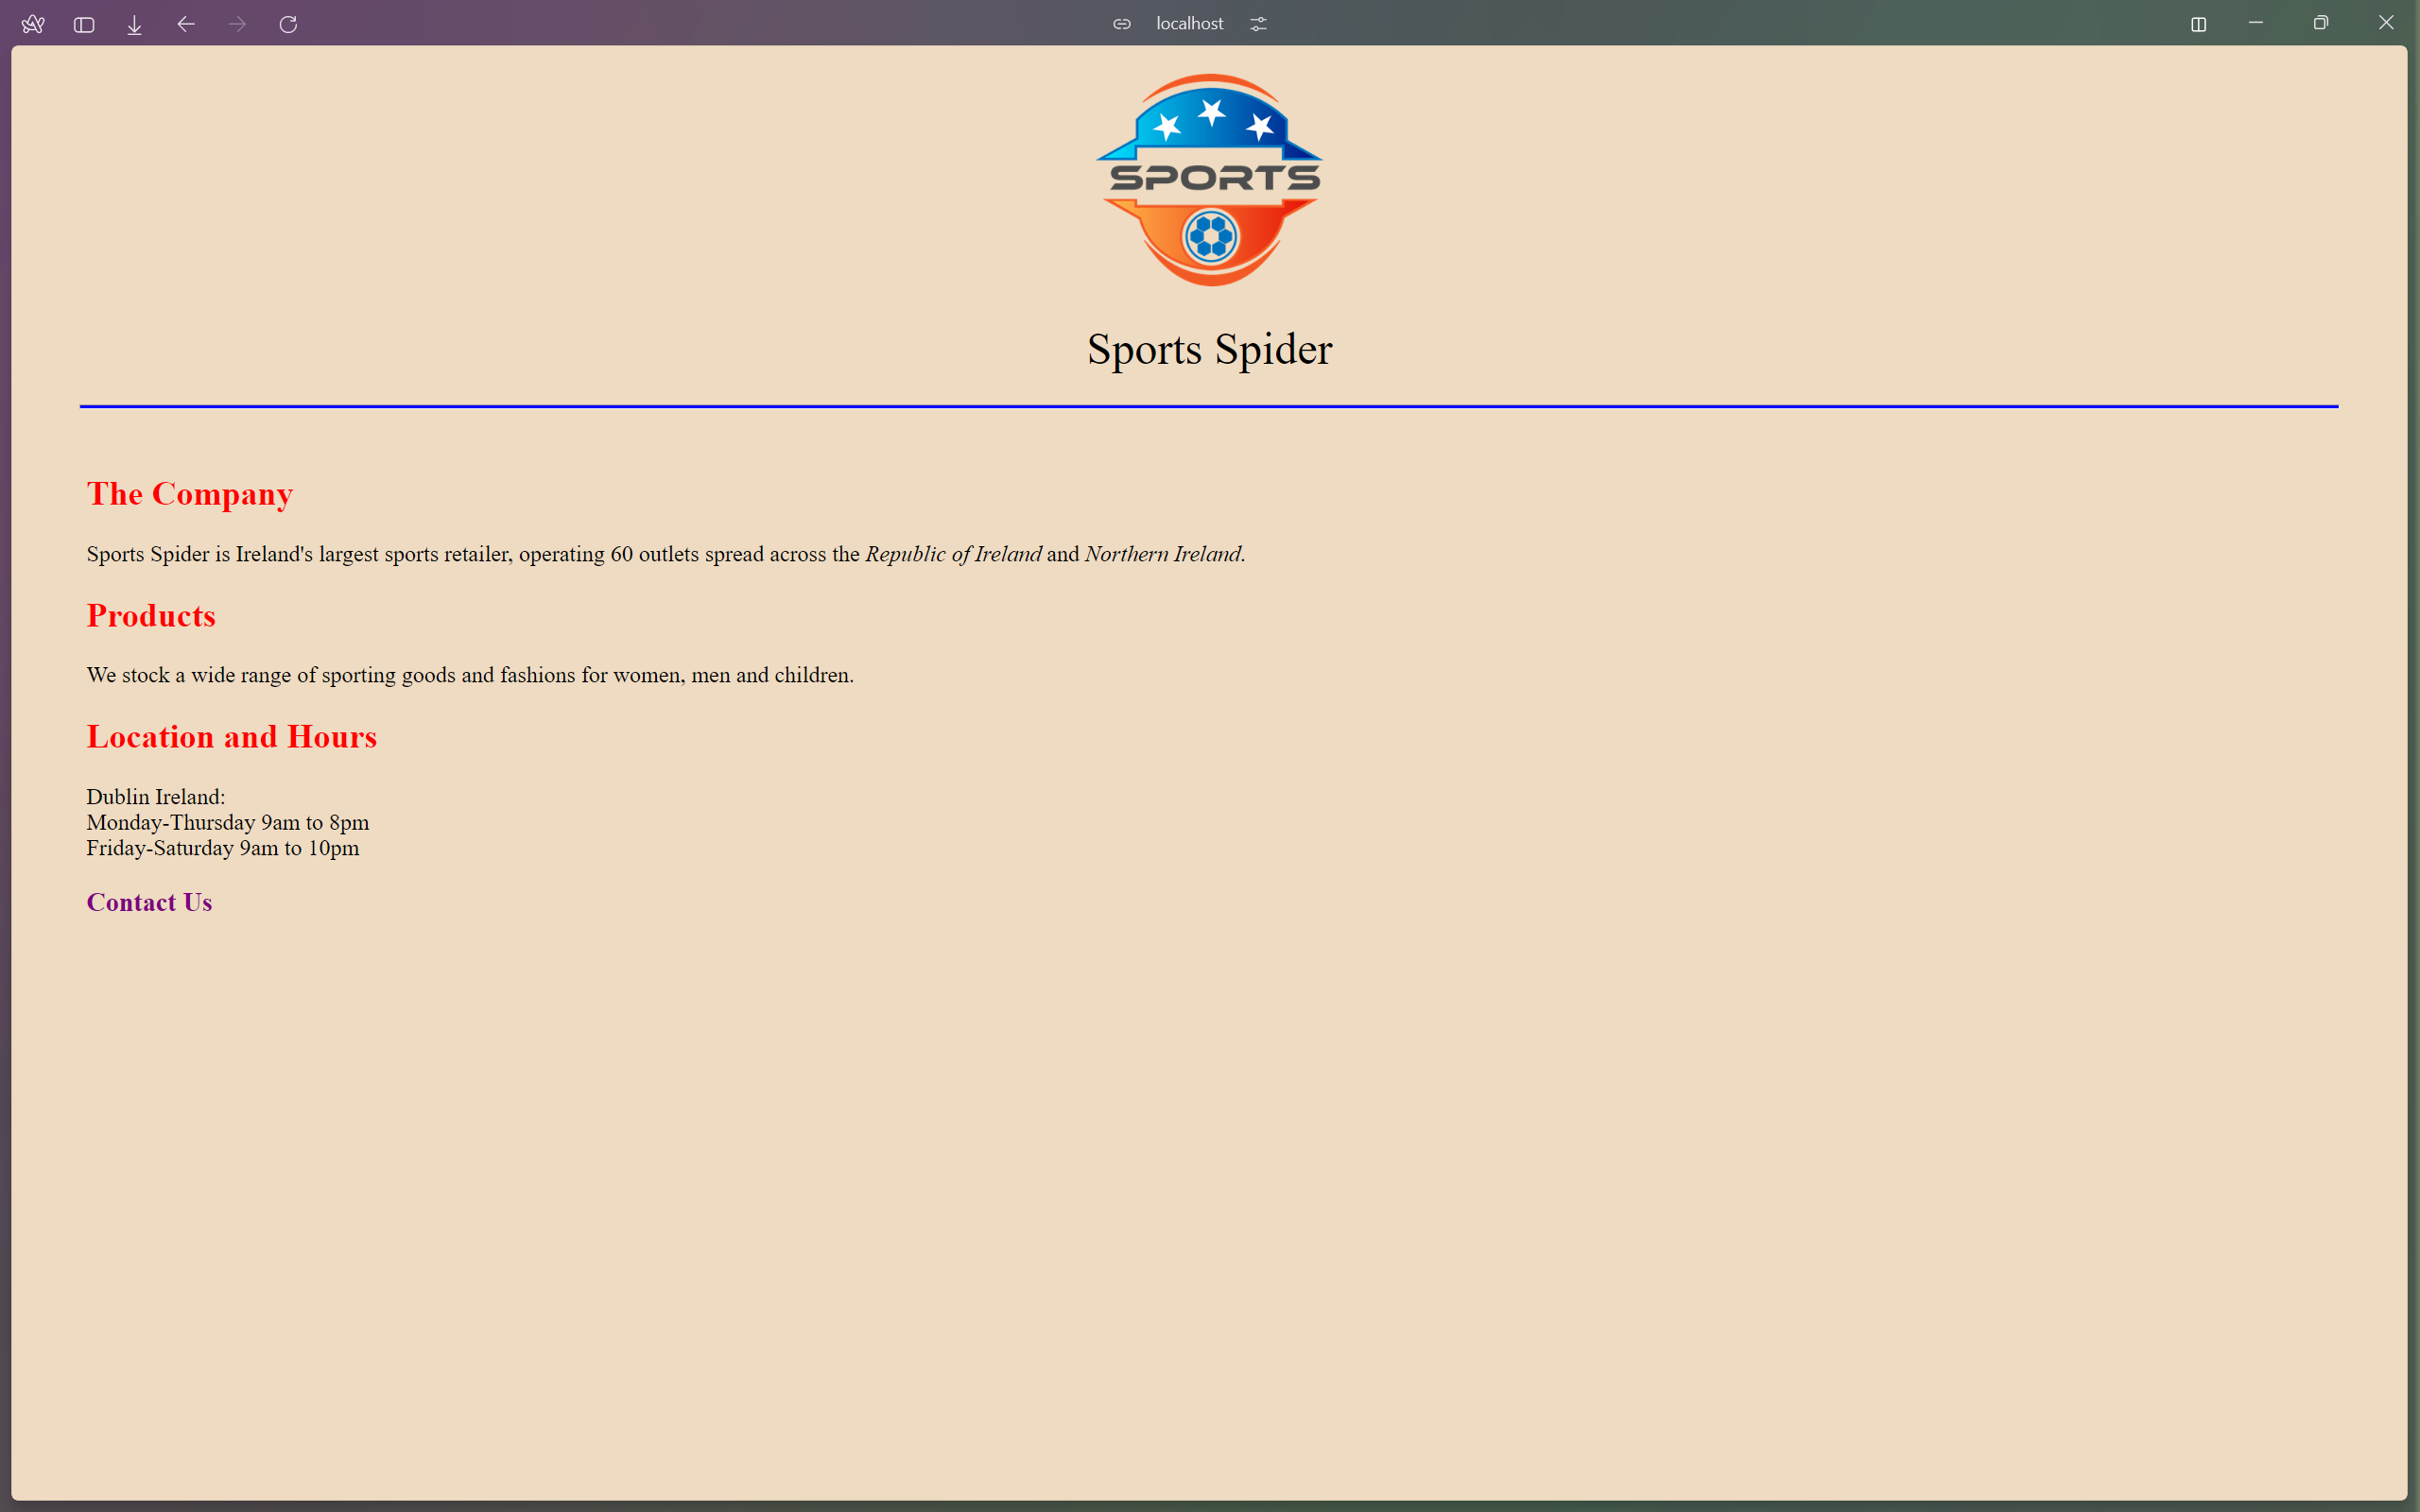 localhost
SPORTS
Sports Spider
The Company
Sports Spider is Ireland's largest sports retailer, operating 60 outlets spread across the Republic of Ireland and Northern Ireland.
Products
We stock a wide range of sporting goods and fashions for women, men and children.
Location and Hours
Dublin Ireland:
Monday-Thursday 9am to 8pm
Friday-Saturday 9am to 10pm
Contact Us